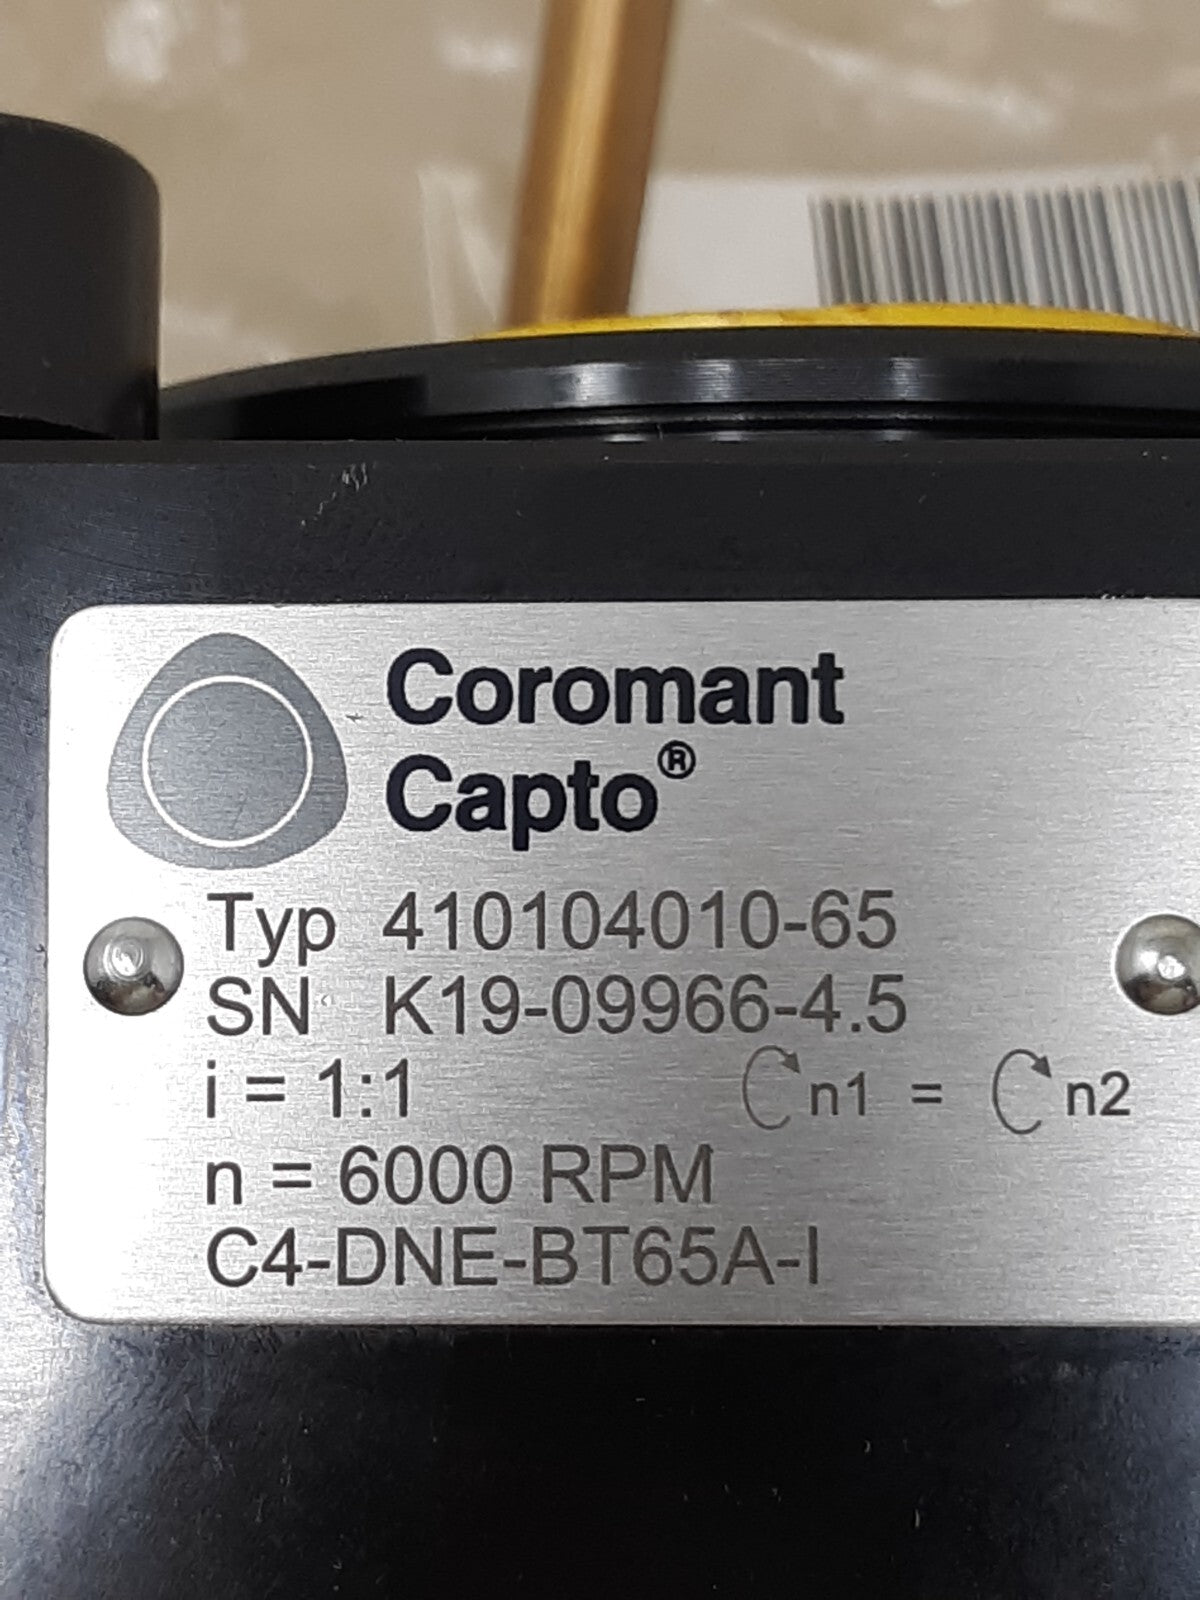 Coromant
Capto®
Typ 410104010-65
SN K19-09966-4.5
i = 1:1 n1 = n2
n = 6000 RPM
C4-DNE-BT65A-I